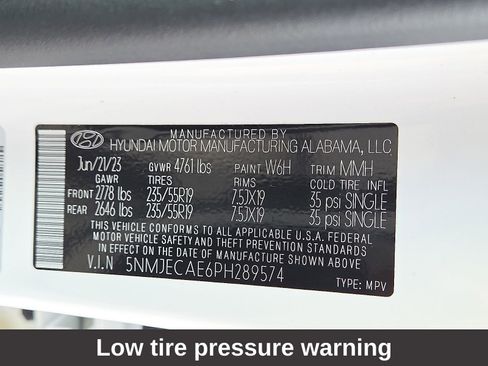 MANUFACTURED BY
HYUNDAI MOTOR MANUFACTURING ALABAMA, LLC
Jun/21/23 GVWR 4761 lbs PAINT W6H TRIM MMH
GAWR TIRES RIMS COLD TIRE INFL
FRONT 2778 lbs 235/55R19 7.5JX19 35 psi SINGLE
REAR 2646 lbs 235/55R19 7.5JX19 35 psi SINGLE
THIS VEHICLE CONFORMS TO ALL APPLICABLE U.S.A. FEDERAL
MOTOR VEHICLE SAFETY AND THEFT PREVENTION STANDARDS
IN EFFECT ON THE DATE OF MANUFACTURE SHOWN ABOVE.
V.I.N 5NMJECAE6PH289574
TYPE: MPV
Low tire pressure warning